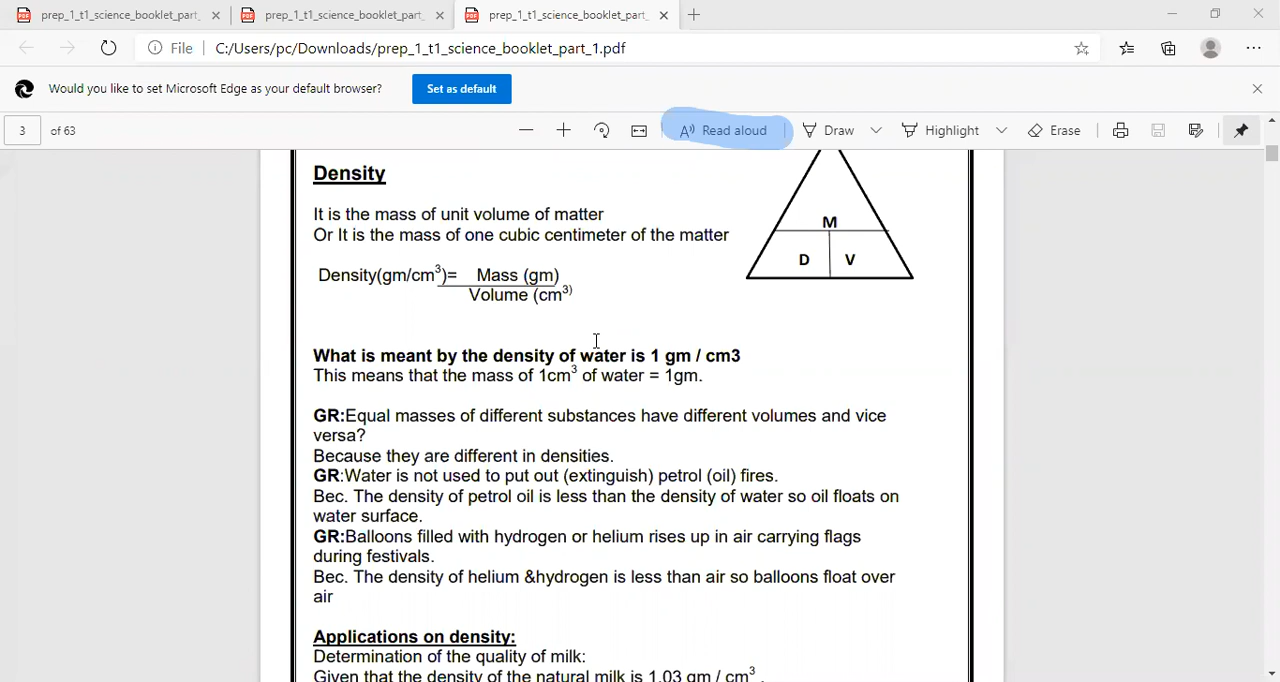 prep_1_t1_science_booklet_part_
prep_1_t1_science_booklet_part_
prep_1_t1_science_booklet_part_
File
C:/Users/pc/Downloads/prep_1_t1_science_booklet_part_1.pdf
Would you like to set Microsoft Edge as your default browser?
Set as default
3 of 63
Read aloud
Draw
Highlight
Erase
Density
It is the mass of unit volume of matter
Or It is the mass of one cubic centimeter of the matter
M
D V
Density(gm/cm³)= Mass (gm)
Volume (cm³⁾
What is meant by the density of water is 1 gm / cm3
This means that the mass of 1cm³ of water = 1gm.
GR:Equal masses of different substances have different volumes and vice
versa?
Because they are different in densities.
GR:Water is not used to put out (extinguish) petrol (oil) fires.
Bec. The density of petrol oil is less than the density of water so oil floats on
water surface.
GR:Balloons filled with hydrogen or helium rises up in air carrying flags
during festivals.
Bec. The density of helium &hydrogen is less than air so balloons float over
air
Applications on density:
Determination of the quality of milk:
Given that the density of the natural milk is 1.03 gm / cm³ .